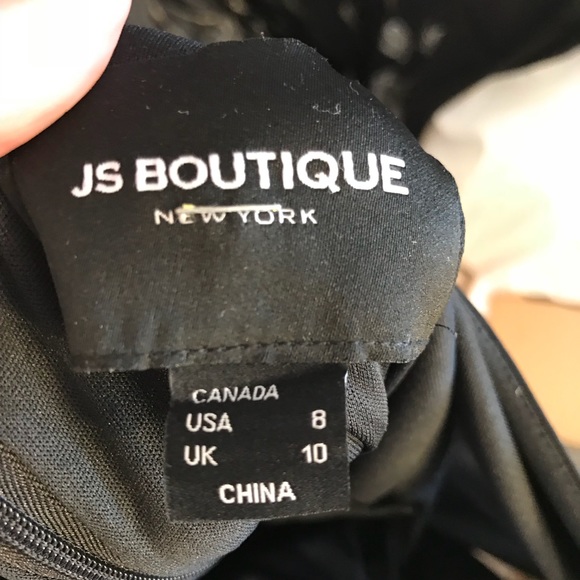 JS BOUTIQUE
NEW YORK
CANADA
USA 8
UK 10
CHINA